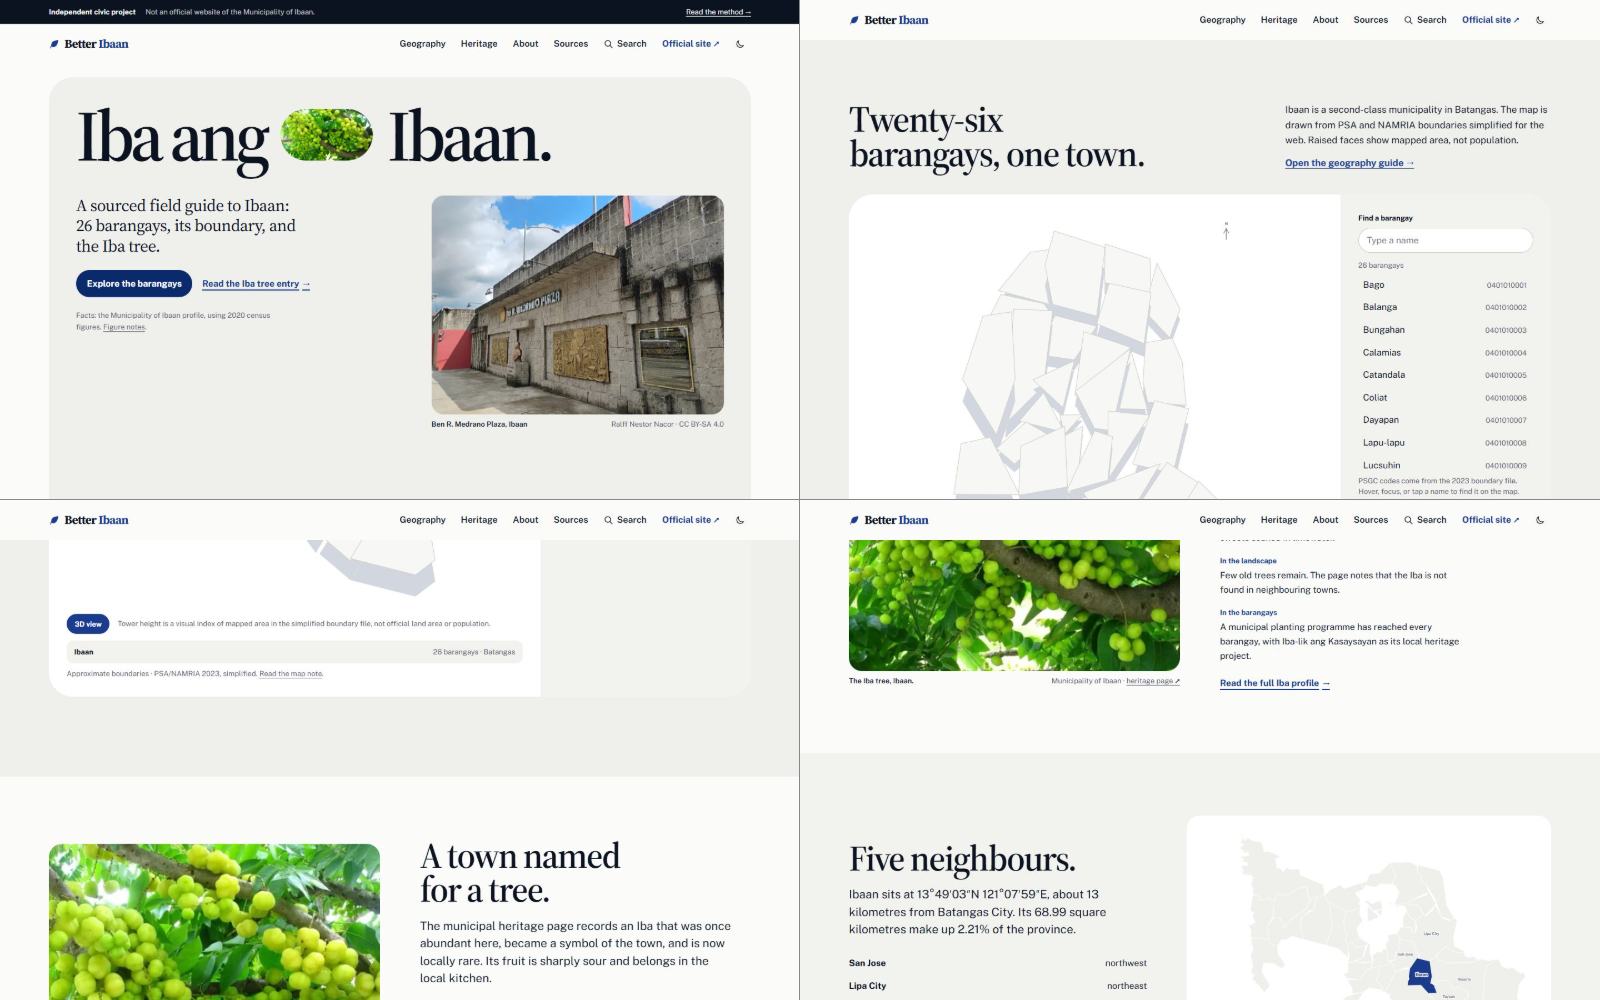 Independent civic project Not an official website of the Municipality of Ibaan. Read the method →
Better Ibaan Geography Heritage About Sources Search Official site ↗
Iba ang Ibaan.
A sourced field guide to Ibaan:
26 barangays, its boundary, and
the Iba tree.
Explore the barangays Read the Iba tree entry →
Facts: the Municipality of Ibaan profile, using 2020 census
figures. Figure notes.
Ben R. Medrano Plaza, Ibaan Ralff Nestor Nacor · CC BY-SA 4.0
Better Ibaan Geography Heritage About Sources Search Official site ↗
Twenty-six
barangays, one town.
Ibaan is a second-class municipality in Batangas. The map is
drawn from PSA and NAMRIA boundaries simplified for the
web. Raised faces show mapped area, not population.
Open the geography guide →
Find a barangay
Type a name
26 barangays
Bago 0401010001
Balanga 0401010002
Bungahan 0401010003
Calamias 0401010004
Catandala 0401010005
Coliat 0401010006
Dayapan 0401010007
Lapu-lapu 0401010008
Lucsuhin 0401010009
PSGC codes come from the 2023 boundary file.
Hover, focus, or tap a name to find it on the map.
Better Ibaan Geography Heritage About Sources Search Official site ↗
3D view Tower height is a visual index of mapped area in the simplified boundary file, not official land area or population.
Ibaan 26 barangays · Batangas
Approximate boundaries · PSA/NAMRIA 2023, simplified. Read the map note.
A town named
for a tree.
The municipal heritage page records an Iba that was once
abundant here, became a symbol of the town, and is now
locally rare. Its fruit is sharply sour and belongs in the
local kitchen.
Better Ibaan Geography Heritage About Sources Search Official site ↗
In the landscape
Few old trees remain. The page notes that the Iba is not
found in neighbouring towns.
In the barangays
A municipal planting programme has reached every
barangay, with Iba-lik ang Kasaysayan as its local heritage
project.
Read the full Iba profile →
The Iba tree, Ibaan. Municipality of Ibaan · heritage page ↗
Five neighbours.
Ibaan sits at 13°49′03″N 121°07′59″E, about 13
kilometres from Batangas City. Its 68.99 square
kilometres make up 2.21% of the province.
San Jose northwest
Lipa City northeast
Lipa City
San Jose
Ibaan